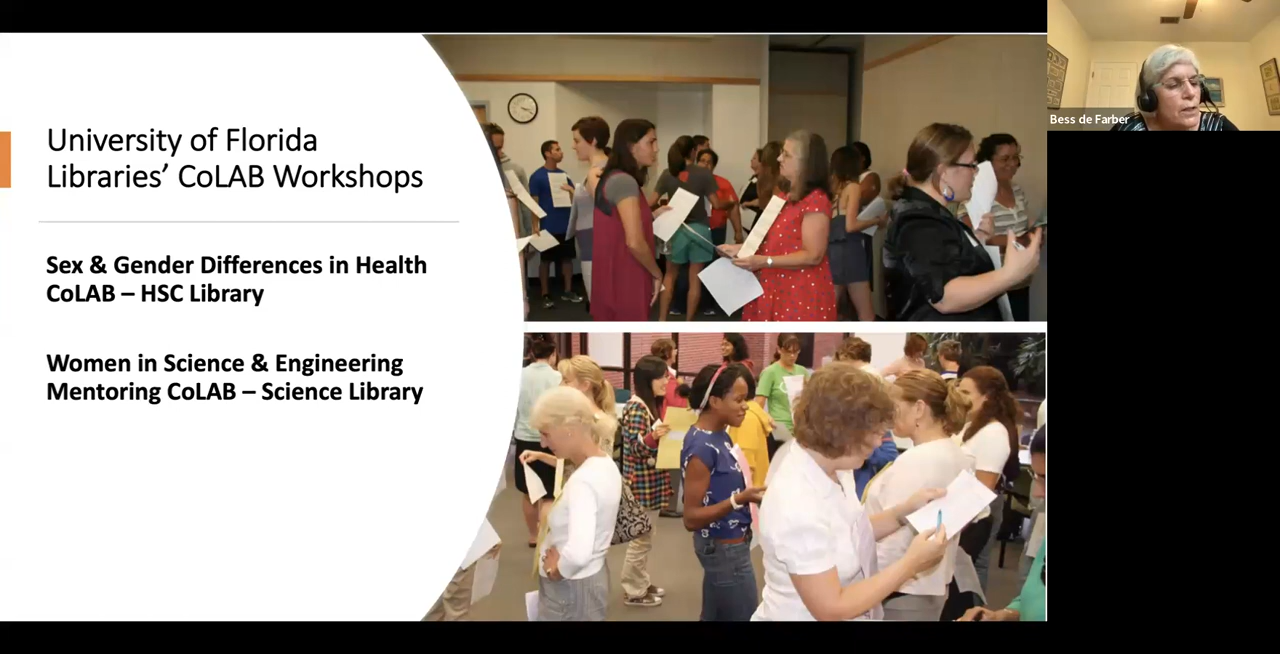 University of Florida
Libraries’ CoLAB Workshops
Sex & Gender Differences in Health
CoLAB – HSC Library
Women in Science & Engineering
Mentoring CoLAB – Science Library
Bess de Farber